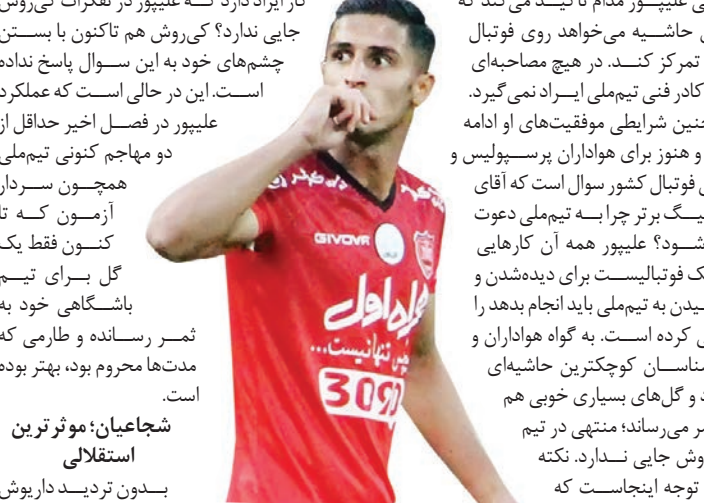 علیپور مدام تاکید می‌کند که
حاشیه می‌خواهد روی فوتبال
تمرکز کند. در هیچ مصاحبه‌ای
کادر فنی تیم‌ملی ایراد نمی‌گیرد.
چنین شرایطی موفقیت‌های او ادامه
و هنوز برای هواداران پرسپولیس و
فوتبال کشور سوال است که آقای
برتر چرا به تیم‌ملی دعوت
شود؟ علیپور همه آن کارهایی
فوتبالیست برای دیده‌شدن و
به تیم‌ملی باید انجام بدهد را
کرده است. به گواه هواداران و
کوچکترین حاشیه‌ای
و گل‌های بسیاری خوبی هم
می‌رساند؛ منتهی در تیم
جایی ندارد. نکته
توجه اینجاست که
ایراد دارد که علیپور در تفکرات کی‌روش
جایی ندارد؟ کی‌روش هم تاکنون با بستن
چشم‌های خود به این سوال پاسخ نداده
است. این در حالی است که عملکرد
علیپور در فصل اخیر حداقل از
دو مهاجم کنونی تیم‌ملی
همچون سردار
آزمون که تا
کنون فقط یک
گل برای تیم
باشگاهی خود به
ثمر رسانده و طارمی که
مدت‌ها محروم بود، بهتر بوده
است.
شجاعیان؛ موثرترین
استقلالی
بدون تردید داریوش
GIVOVA
همراه اول
تنها نیست...
3090